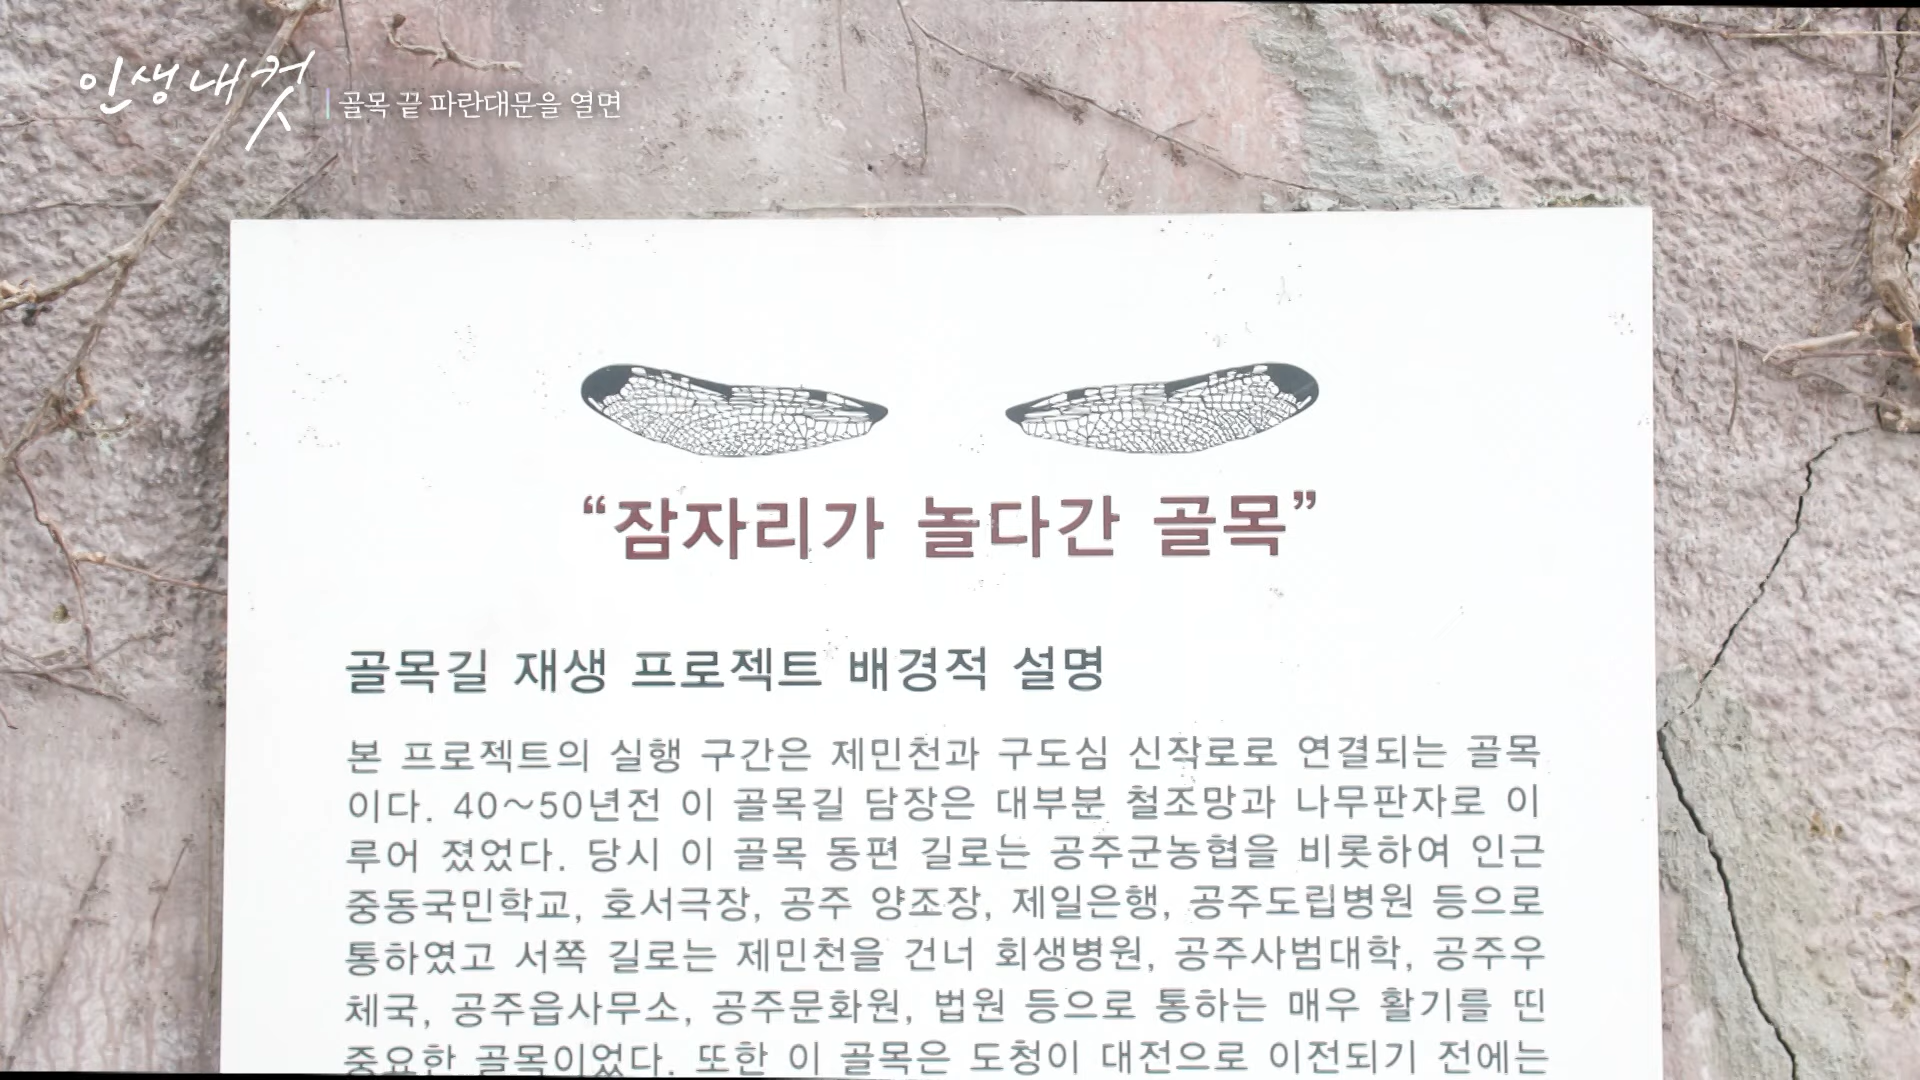 인생 내 컷
골목 끝 파란대문을 열면
“잠자리가 놀다간 골목”
골목길 재생 프로젝트 배경적 설명
본 프로젝트의 실행 구간은 제민천과 구도심 신작로로 연결되는 골목
이다. 40～50년전 이 골목길 담장은 대부분 철조망과 나무판자로 이
루어 졌었다. 당시 이 골목 동편 길로는 공주군농협을 비롯하여 인근
중동국민학교, 호서극장, 공주 양조장, 제일은행, 공주도립병원 등으로
통하였고 서쪽 길로는 제민천을 건너 회생병원, 공주사범대학, 공주우
체국, 공주읍사무소, 공주문화원, 법원 등으로 통하는 매우 활기를 띤
중요한 골목이었다. 또한 이 골목은 도청이 대전으로 이전되기 전에는